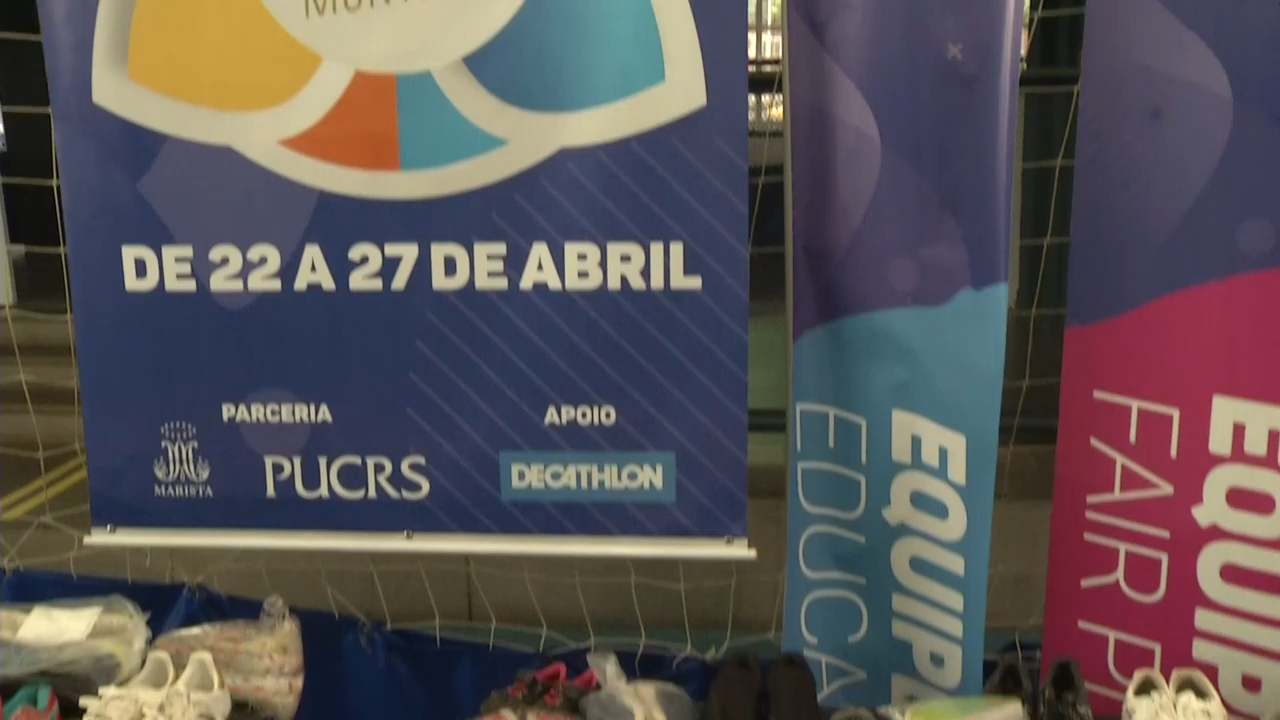 DE 22 A 27 DE ABRIL
PARCERIA
APOIO
MARISTA
PUCRS
DECATHLON
EQUIP
EDUCA
EQUIP
FAIR